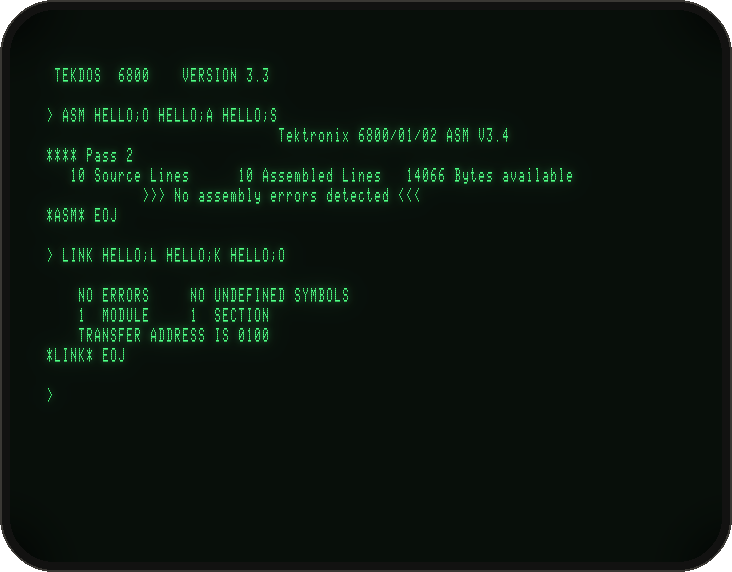 TEKDOS 6800 VERSION 3.3
> ASM HELLO;O HELLO;A HELLO;S
Tektronix 6800/01/02 ASM V3.4
**** Pass 2
10 Source Lines 10 Assembled Lines 14066 Bytes available
>>> No assembly errors detected <<<
*ASM* EOJ
> LINK HELLO;L HELLO;K HELLO;O
NO ERRORS NO UNDEFINED SYMBOLS
1 MODULE 1 SECTION
TRANSFER ADDRESS IS 0100
*LINK* EOJ
>